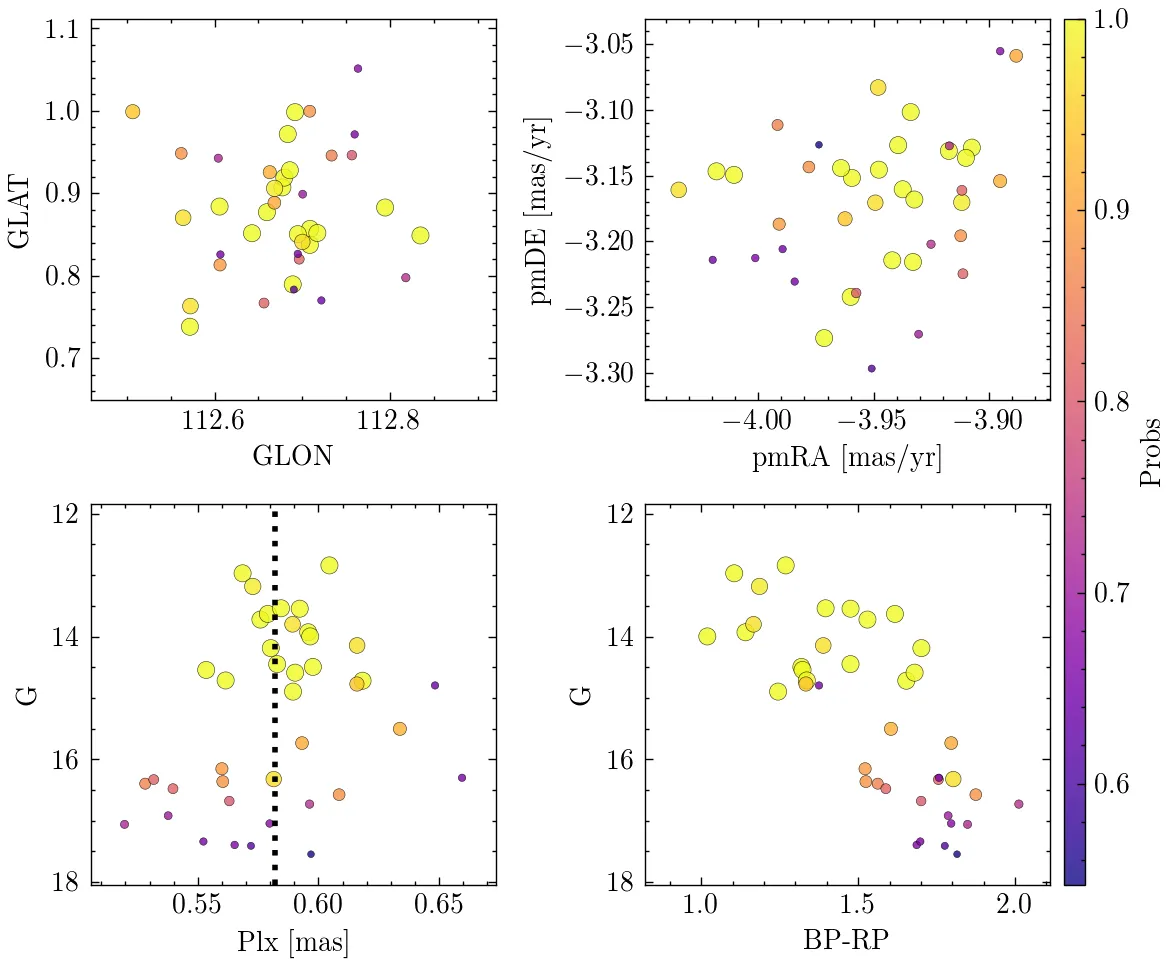 1.1
1.0
0.9
0.8
0.7
GLAT
112.6 112.8
GLON
−3.05
−3.10
−3.15
−3.20
−3.25
−3.30
pmDE [mas/yr]
−4.00 −3.95 −3.90
pmRA [mas/yr]
12
14
16
18
G
0.55 0.60 0.65
Plx [mas]
12
14
16
18
G
1.0 1.5 2.0
BP-RP
1.0
0.9
0.8
0.7
0.6
Probs